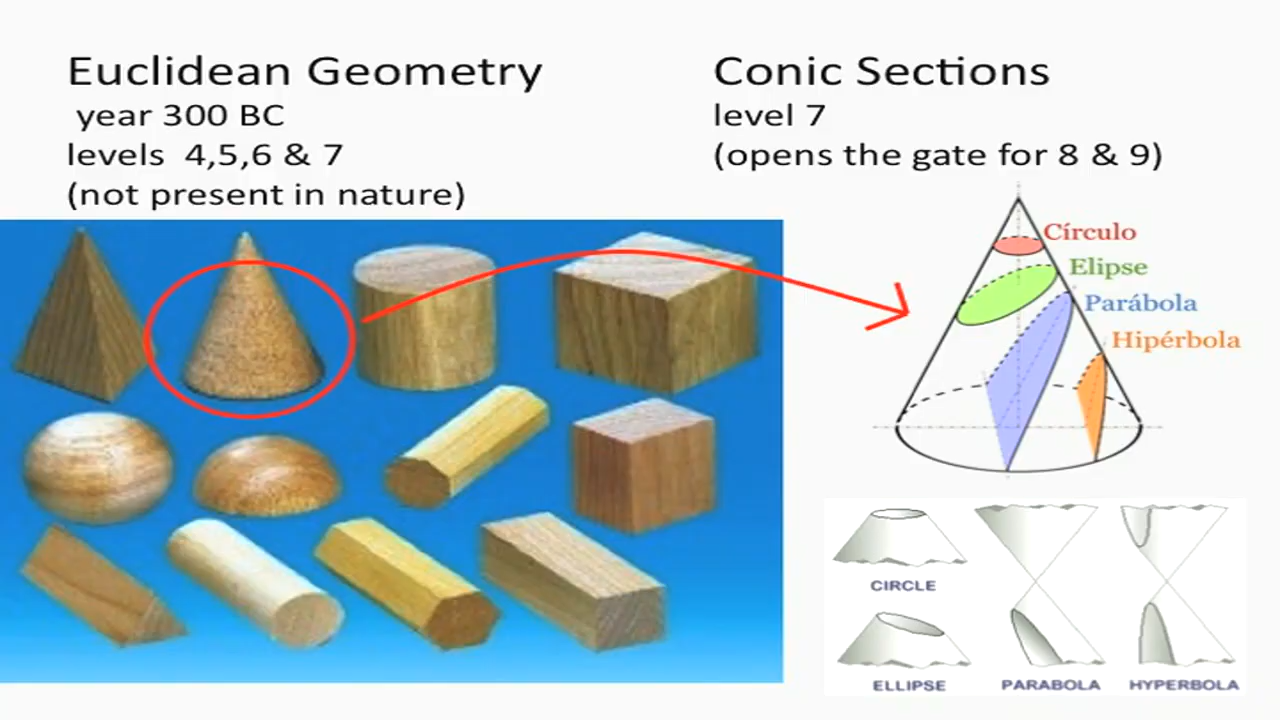 Euclidean Geometry
year 300 BC
levels 4,5,6 & 7
(not present in nature)
Conic Sections
level 7
(opens the gate for 8 & 9)
Círculo
Elipse
Parábola
Hipérbola
CIRCLE
ELLIPSE
PARABOLA
HYPERBOLA